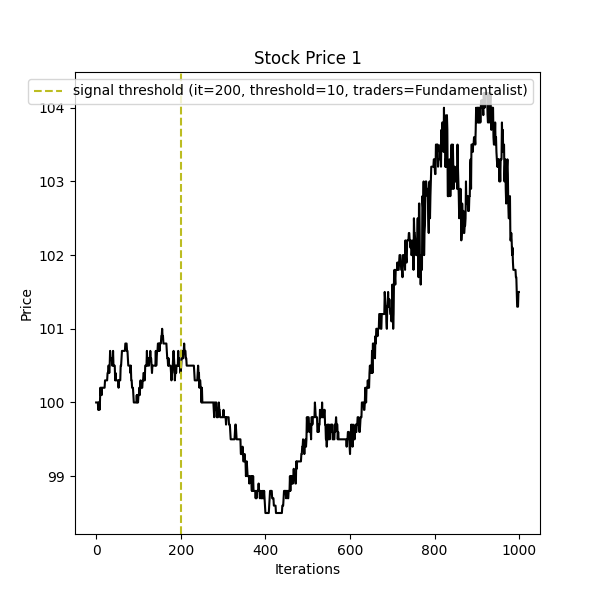 Stock Price 1
signal threshold (it=200, threshold=10, traders=Fundamentalist)
104
103
102
101
100
99
Price
0 200 400 600 800 1000
Iterations